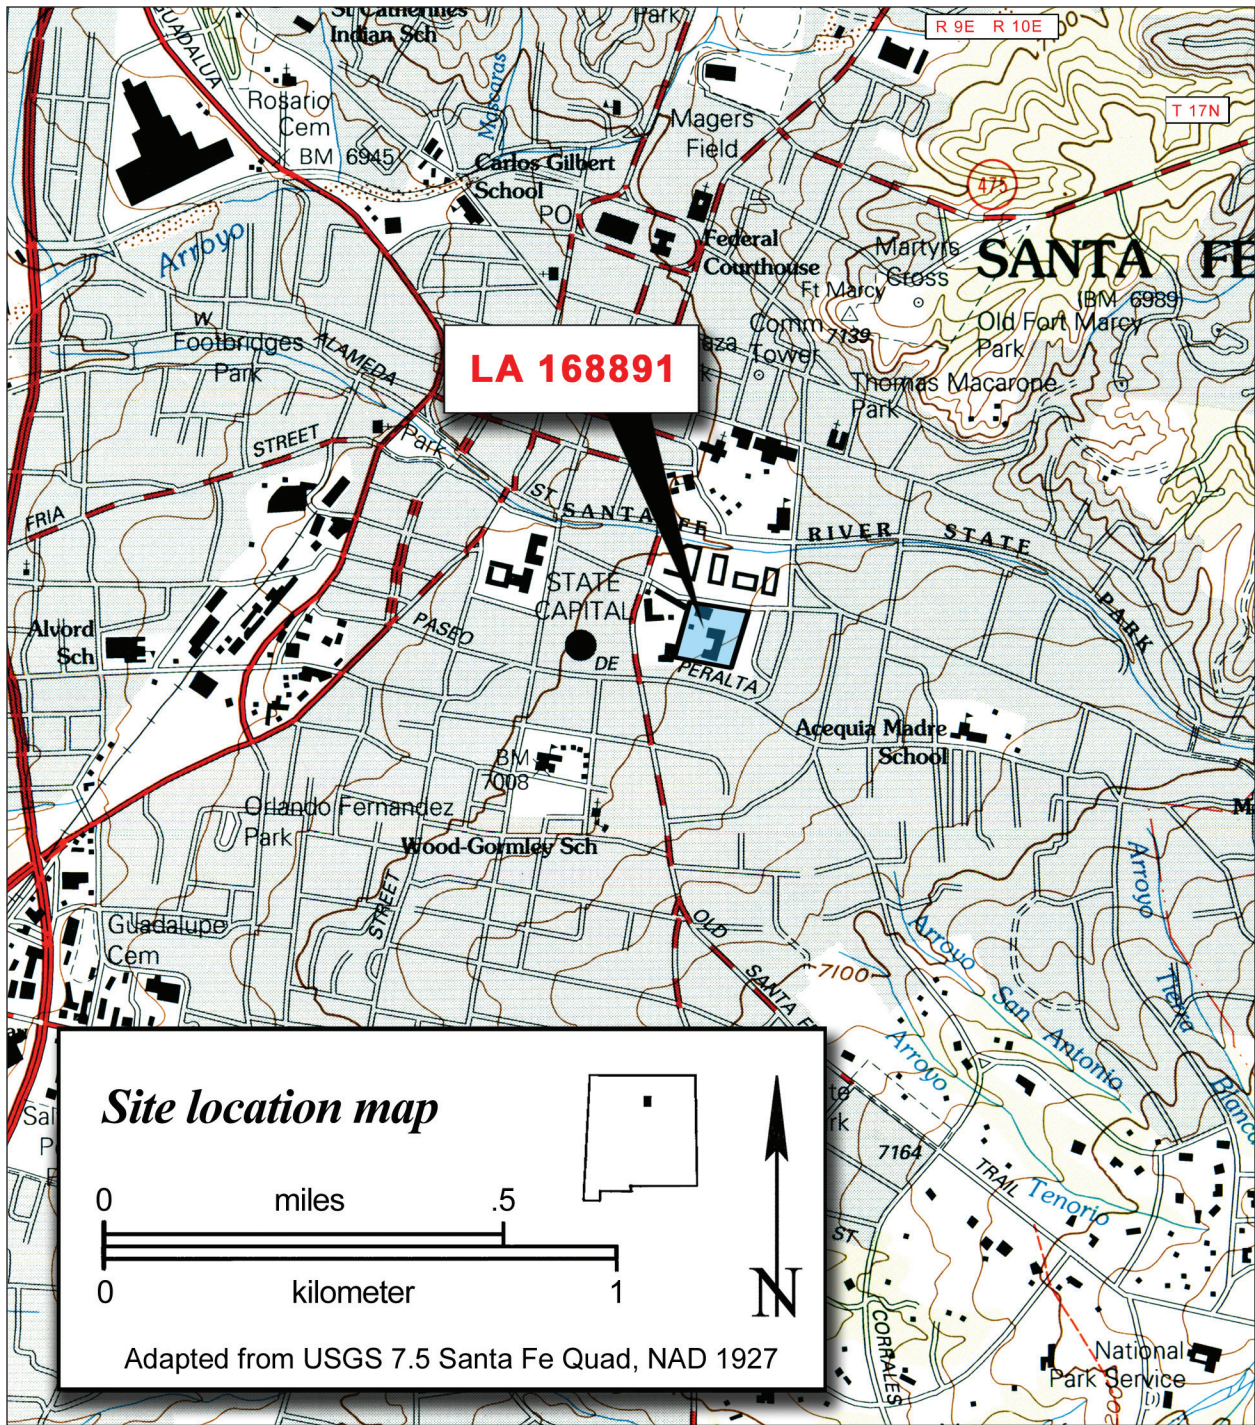 St Catherines
Indian Sch
Park
R 9E R 10E
T 17N
GUADALUA
Rosario
Cem
BM 6945
Mascaras
Magers
Field
Carlos Gilbert
School
PO
475
Arroyo
Federal
Courthouse
Martyrs
Cross
SANTA FE
Ft Marcy
(BM 6989)
7139
Old Fort Marcy
Park
W
ALAMEDA
Footbridges
Park
Comm
Tower
LA 168891
Thomas Macarone
Park
STREET
Park
FRIA
ST
SANTA FE RIVER STATE PARK
STATE
CAPITAL
Alvord
Sch
PASEO DE PERALTA
Acequia Madre
School
BM
7008
Orlando Fernandez
Park
Wood-Gormley Sch
STREET
Guadalupe
Cem
OLD
SANTA F
7100
Arroyo
San Antonio
Arroyo
Tierra
Blanca
Arroyo
Tenorio
7164
TRAIL
ST
CORRALES
National
Park Service
Site location map
0 miles .5
0 kilometer 1
N
Adapted from USGS 7.5 Santa Fe Quad, NAD 1927